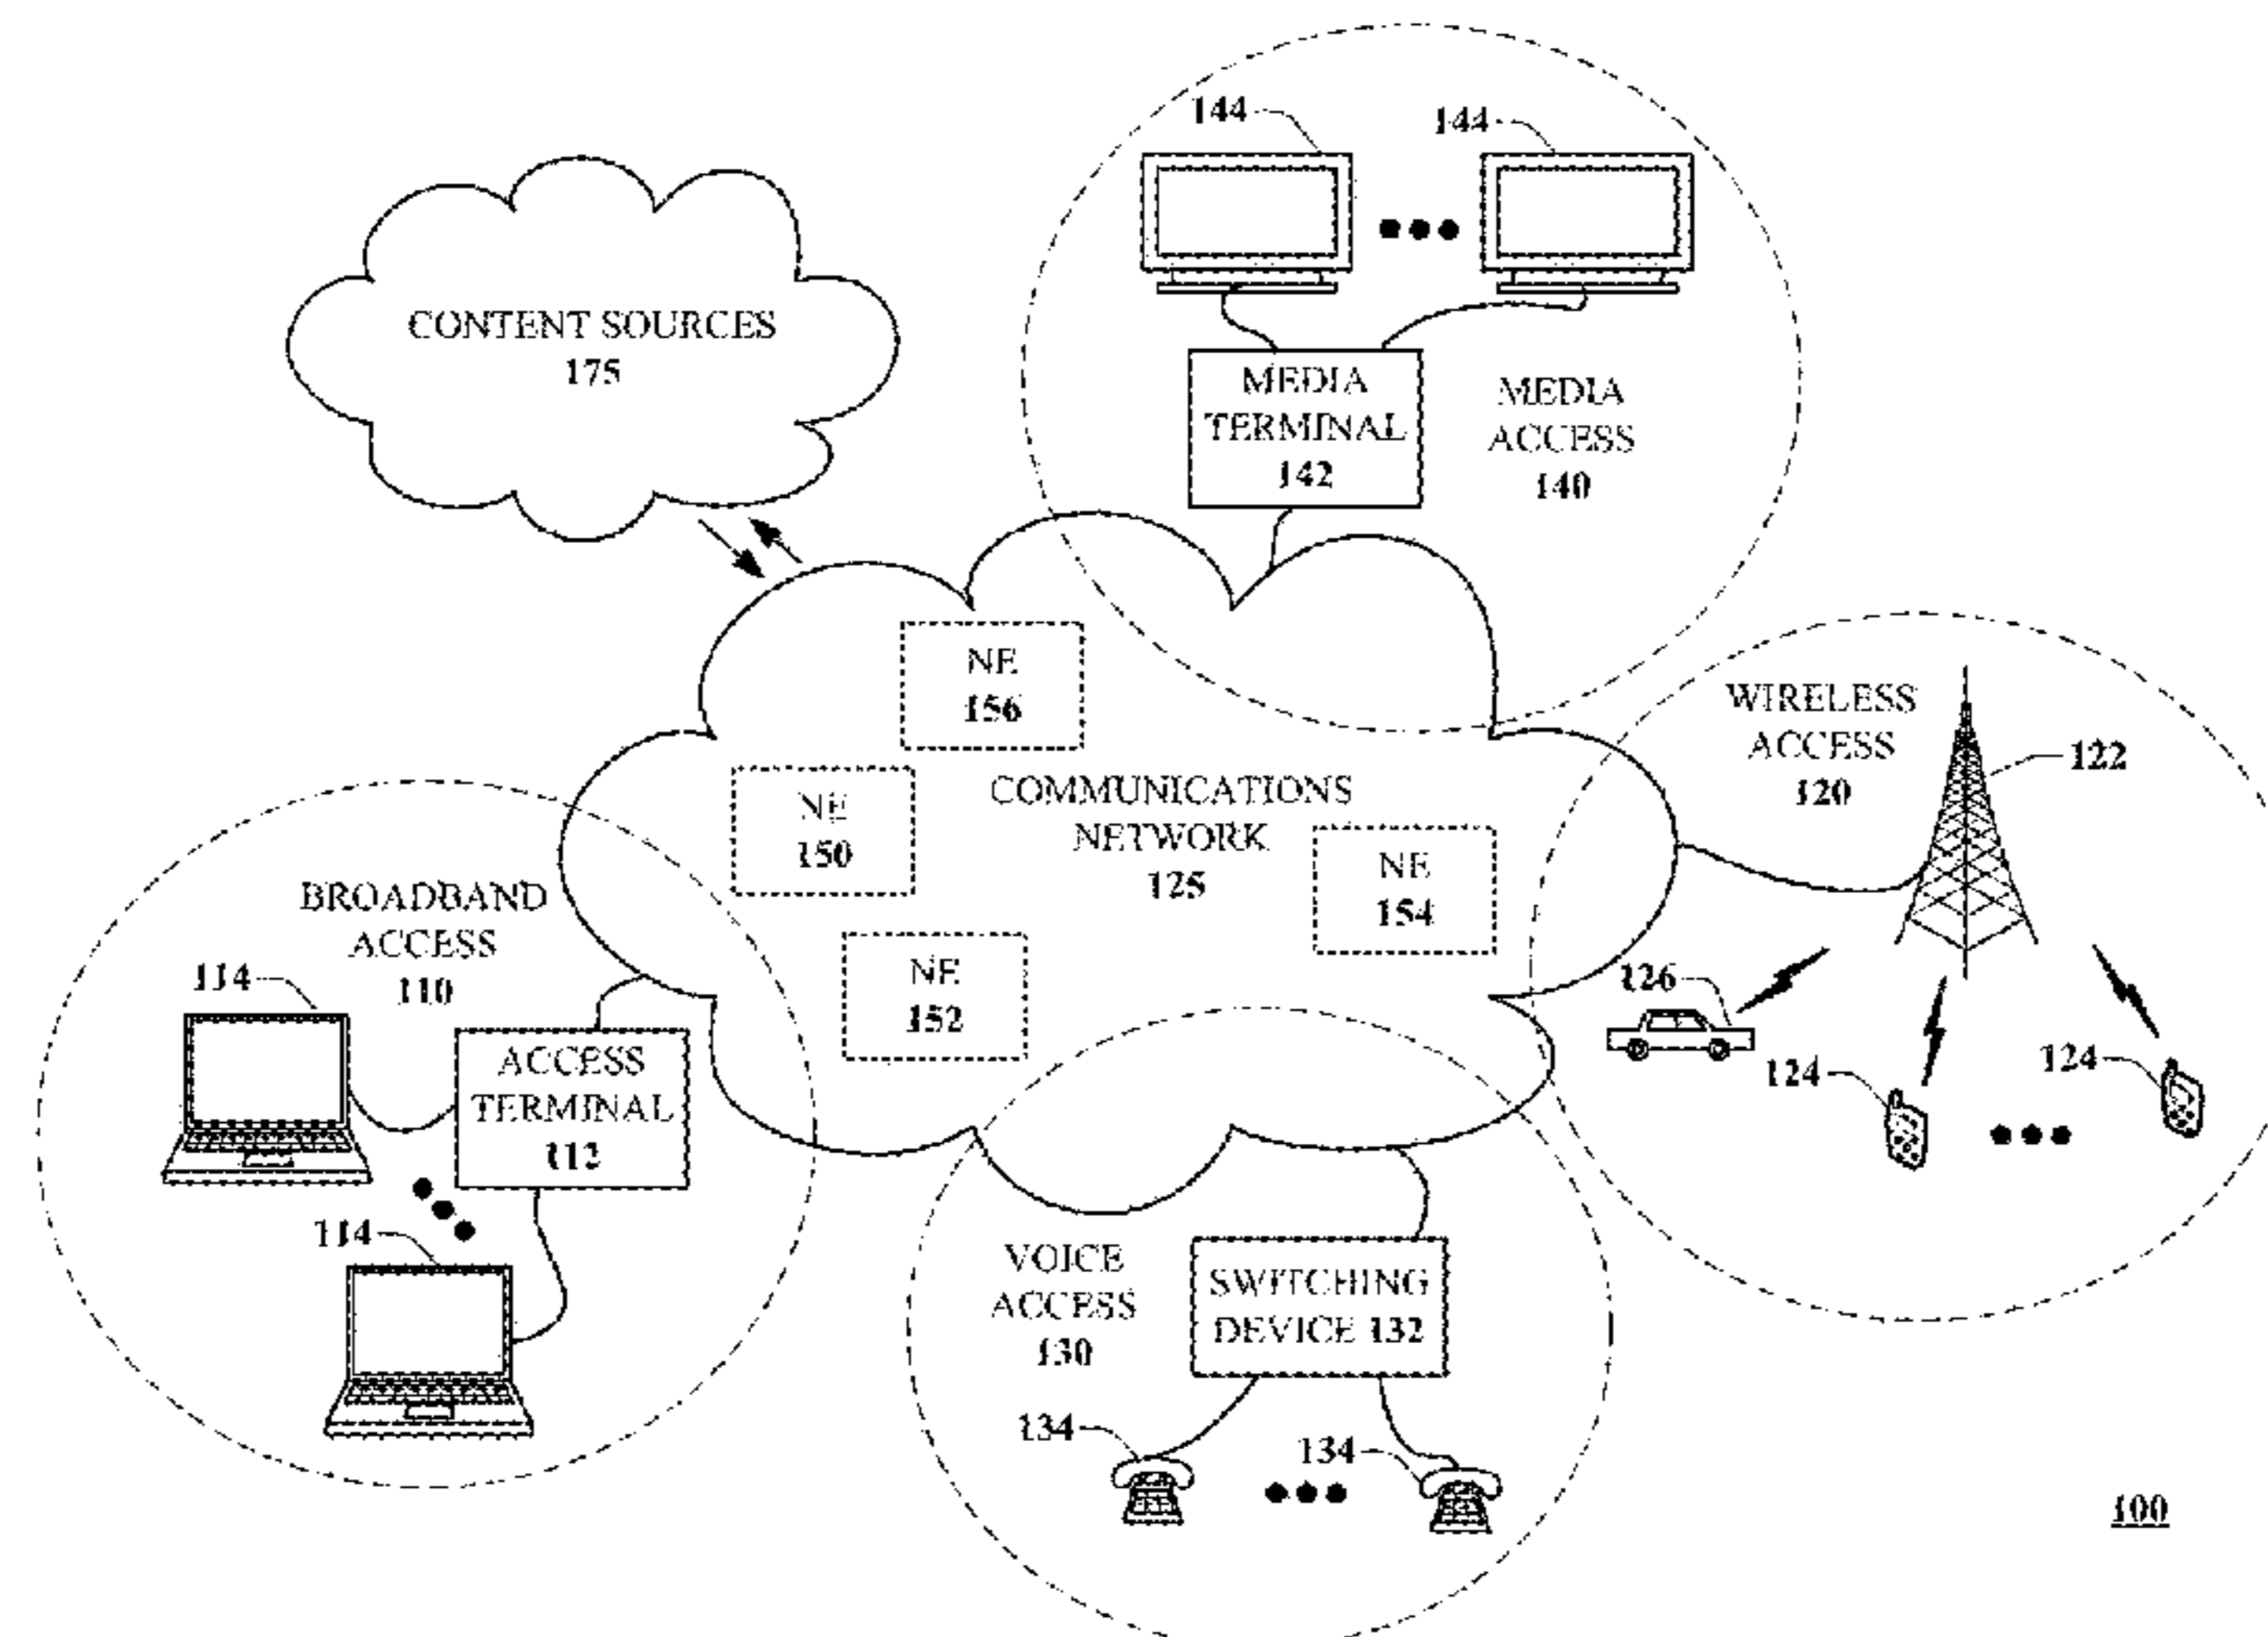 144
144
CONTENT SOURCES
175
MEDIA
TERMINAL
142
MEDIA
ACCESS
140
NE
156
WIRELESS
ACCESS
120
122
NE
150
COMMUNICATIONS
NETWORK
125
NE
154
BROADBAND
ACCESS
110
114
NE
152
126
ACCESS
TERMINAL
112
124
124
114
VOICE
ACCESS
130
SWITCHING
DEVICE 132
134
134
100